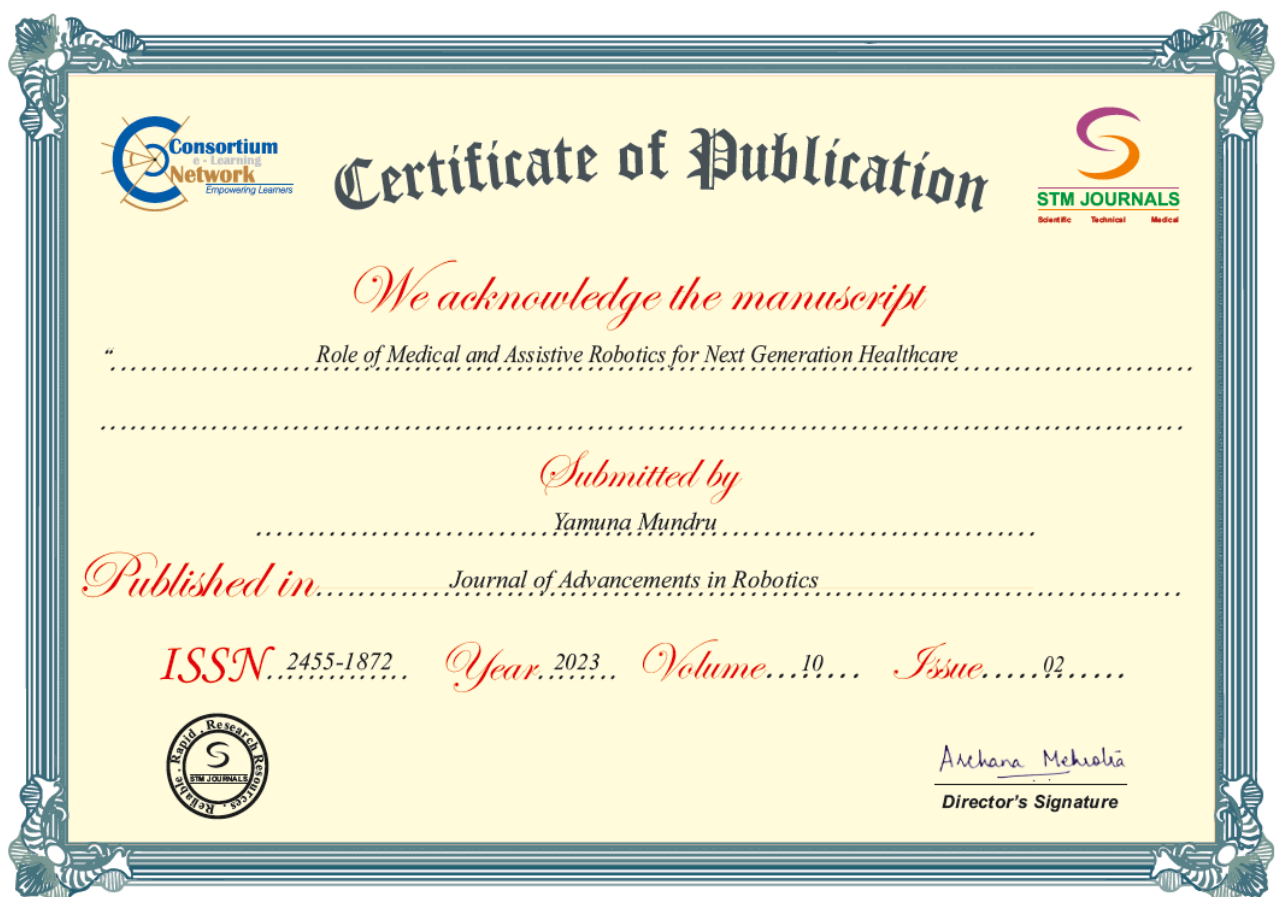 Consortium
e - Learning
Network
Empowering Learners
Certificate of Publication
STM JOURNALS
Scientific Technical Medical
We acknowledge the manuscript
“ Role of Medical and Assistive Robotics for Next Generation Healthcare
Submitted by
Yamuna Mundru
Published in Journal of Advancements in Robotics
ISSN 2455-1872 Year 2023 Volume 10 Issue 02
Reliable . Rapid . Research Resources .
STM JOURNALS
Archana Mehrotra
Director's Signature